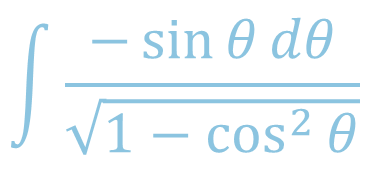 ∫ − sin θ dθ / √1 − cos² θ